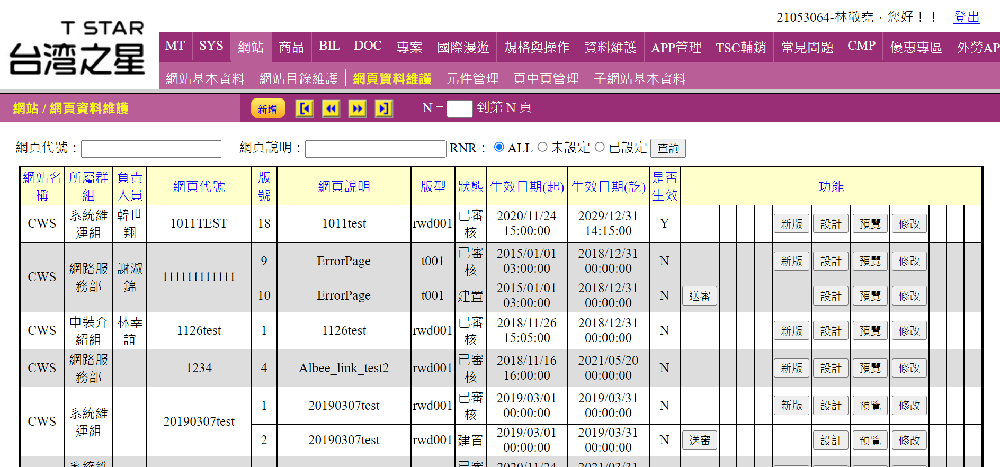 21053064-林敬堯，您好！！ 登出
T STAR
台湾之星
MT SYS 網站 商品 BIL DOC 專案 國際漫遊 規格與操作 資料維護 APP管理 TSC輔銷 常見問題 CMP 優惠專區 外勞AP
網站基本資料 網站目錄維護 網頁資料維護 元件管理 頁中頁管理 子網站基本資料
網站 / 網頁資料維護 新增 N = 到第 N 頁
網頁代號： 網頁說明： RNR： ALL 未設定 已設定 查詢
網站名稱 所屬群組 負責人員 網頁代號 版號 網頁說明 版型 狀態 生效日期(起) 生效日期(訖) 是否生效 功能
CWS 系統維運組 韓世翔 1011TEST 18 1011test rwd001 已審核 2020/11/24 15:00:00 2029/12/31 14:15:00 Y 新版 設計 預覽 修改
CWS 網路服務部 謝淑錦 111111111111 9 ErrorPage t001 已審核 2015/01/01 03:00:00 2018/12/31 00:00:00 N 新版 設計 預覽 修改
10 ErrorPage t001 建置 2015/01/01 03:00:00 2018/12/31 00:00:00 N 送審 設計 預覽 修改
CWS 申裝介紹組 林幸誼 1126test 1 1126test rwd001 已審核 2018/11/26 15:05:00 2018/12/31 00:00:00 N 新版 設計 預覽 修改
CWS 網路服務部 1234 4 Albee_link_test2 rwd001 已審核 2018/11/16 16:00:00 2021/05/20 00:00:00 N 新版 設計 預覽 修改
CWS 系統維運組 20190307test 1 20190307test rwd001 已審核 2019/03/01 00:00:00 2019/03/31 00:00:00 N 新版 設計 預覽 修改
2 20190307test rwd001 建置 2019/03/01 00:00:00 2019/03/31 00:00:00 N 送審 設計 預覽 修改
系統維 已審 2020/11/24 2021/03/31